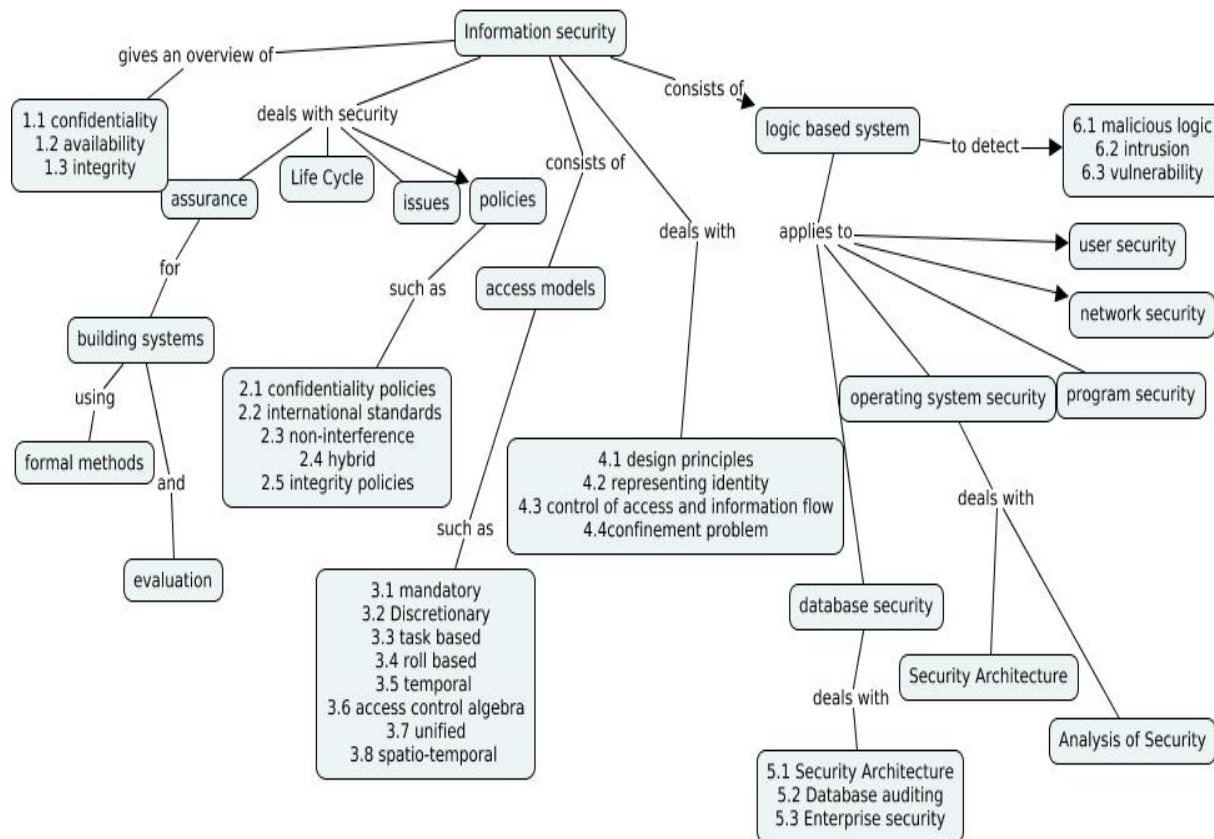 Information security
gives an overview of
1.1 confidentiality
1.2 availability
1.3 integrity
deals with security
assurance
Life Cycle
issues
policies
for
building systems
using
formal methods
and
evaluation
such as
2.1 confidentiality policies
2.2 international standards
2.3 non-interference
2.4 hybrid
2.5 integrity policies
consists of
access models
such as
3.1 mandatory
3.2 Discretionary
3.3 task based
3.4 roll based
3.5 temporal
3.6 access control algebra
3.7 unified
3.8 spatio-temporal
deals with
4.1 design principles
4.2 representing identity
4.3 control of access and information flow
4.4confinement problem
consists of
logic based system
to detect
6.1 malicious logic
6.2 intrusion
6.3 vulnerability
applies to
user security
network security
program security
operating system security
deals with
Security Architecture
Analysis of Security
database security
deals with
5.1 Security Architecture
5.2 Database auditing
5.3 Enterprise security